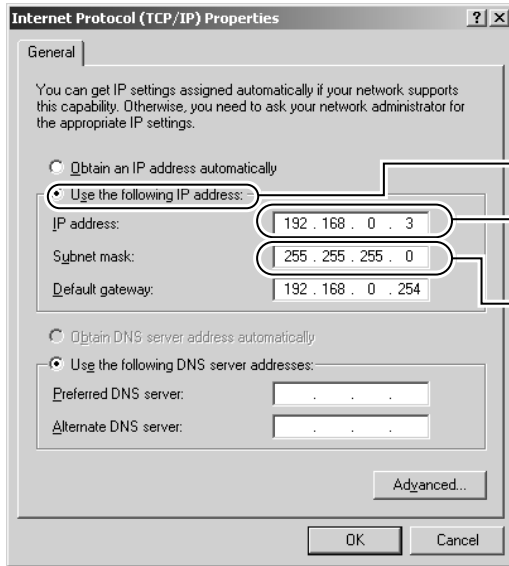 Internet Protocol (TCP/IP) Properties
General
You can get IP settings assigned automatically if your network supports
this capability. Otherwise, you need to ask your network administrator for
the appropriate IP settings.
Obtain an IP address automatically
Use the following IP address:
IP address: 192 . 168 . 0 . 3
Subnet mask: 255 . 255 . 255 . 0
Default gateway: 192 . 168 . 0 . 254
Obtain DNS server address automatically
Use the following DNS server addresses:
Preferred DNS server: . . .
Alternate DNS server: . . .
Advanced...
OK Cancel